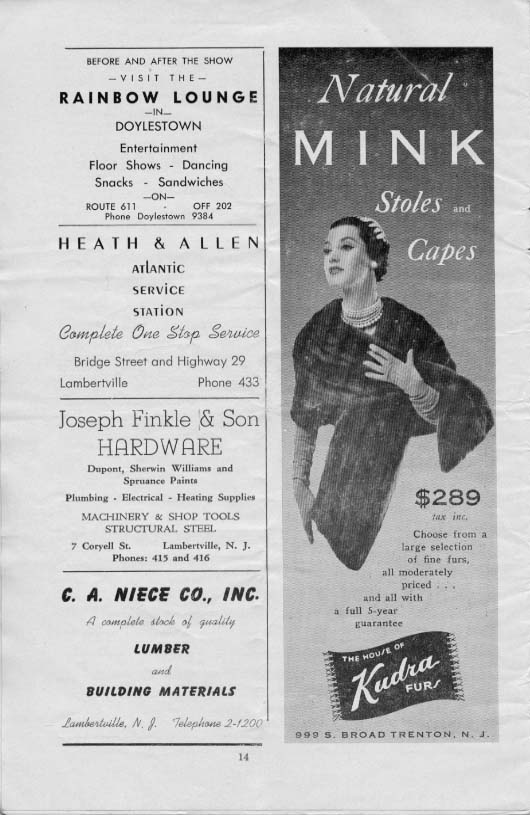 BEFORE AND AFTER THE SHOW
—VISIT THE—
RAINBOW LOUNGE
—IN—
DOYLESTOWN
Entertainment
Floor Shows - Dancing
Snacks - Sandwiches
—ON—
ROUTE 611 - OFF 202
Phone Doylestown 9384
HEATH & ALLEN
ATLANTIC
SERVICE
STATION
Complete One Stop Service
Bridge Street and Highway 29
Lambertville Phone 433
Joseph Finkle & Son
HARDWARE
Dupont, Sherwin Williams and
Spruance Paints
Plumbing - Electrical - Heating Supplies
MACHINERY & SHOP TOOLS
STRUCTURAL STEEL
7 Coryell St. Lambertville, N. J.
Phones: 415 and 416
C. A. NIECE CO., INC.
A complete stock of quality
LUMBER
and
BUILDING MATERIALS
Lambertville, N. J. Telephone 2-1200
Natural
MINK
Stoles and
Capes
$289
tax inc.
Choose from a
large selection
of fine furs,
all moderately
priced . . .
and all with
a full 5-year
guarantee
THE HOUSE OF
Kudra
FURS
999 S. BROAD TRENTON, N. J.
14